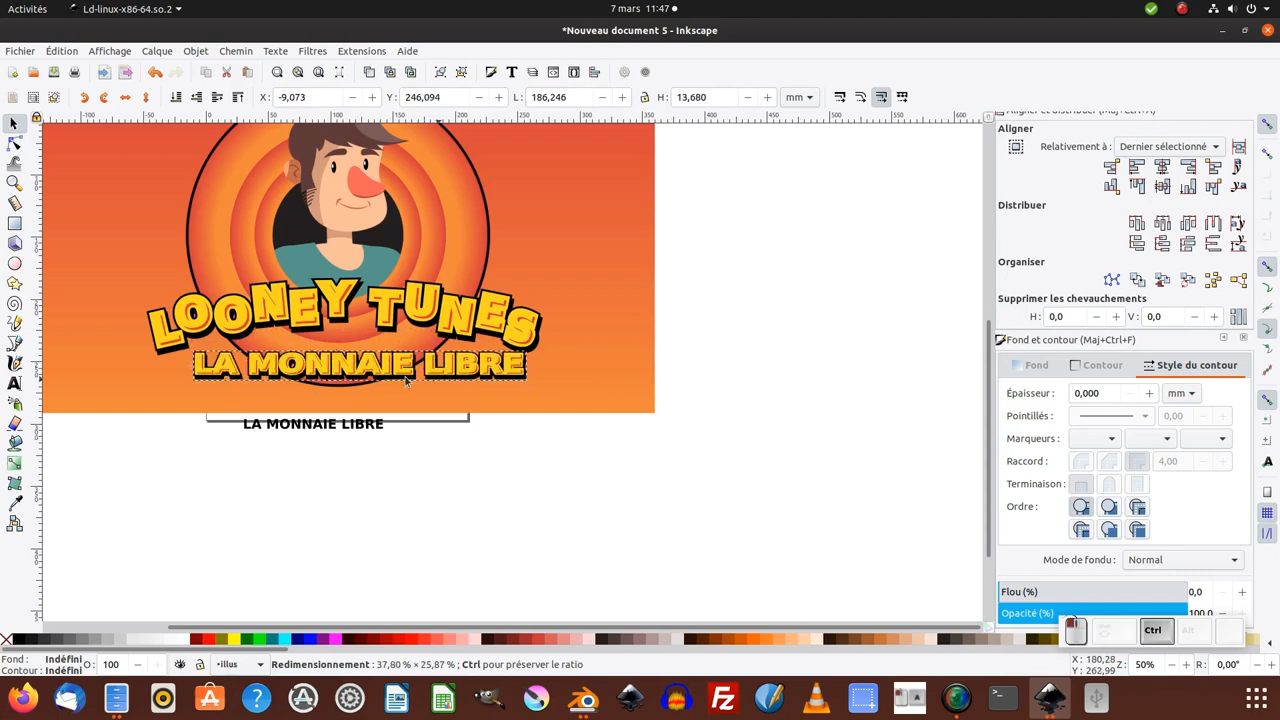 Activités
Ld-linux-x86-64.so.2
7 mars 11:47
*Nouveau document 5 - Inkscape
Fichier Édition Affichage Calque Objet Chemin Texte Filtres Extensions Aide
X: -9,073 Y: 246,094 L: 186,246 H: 13,680 mm
Aligner
Relativement à : Dernier sélectionné
Distribuer
Organiser
Supprimer les chevauchements
H: 0,0 V: 0,0
Fond et contour (Maj+Ctrl+F)
Fond Contour Style du contour
Épaisseur : 0,000 mm
Pointillés : 0,00
Marqueurs :
Raccord : 4,00
Terminaison :
Ordre :
Mode de fondu : Normal
Flou (%) 0,0
Opacité (%) 100,0
Ctrl Alt
LOONEY TUNES
LA MONNAIE LIBRE
LA MONNAIE LIBRE
Fond : Indéfini
Contour : Indéfini
O: 100
•illus
Redimensionnement : 37,80 % × 25,87 % ; Ctrl pour préserver le ratio
X: 180,28
Y: 262,99
Z: 50%
R: 0,00°